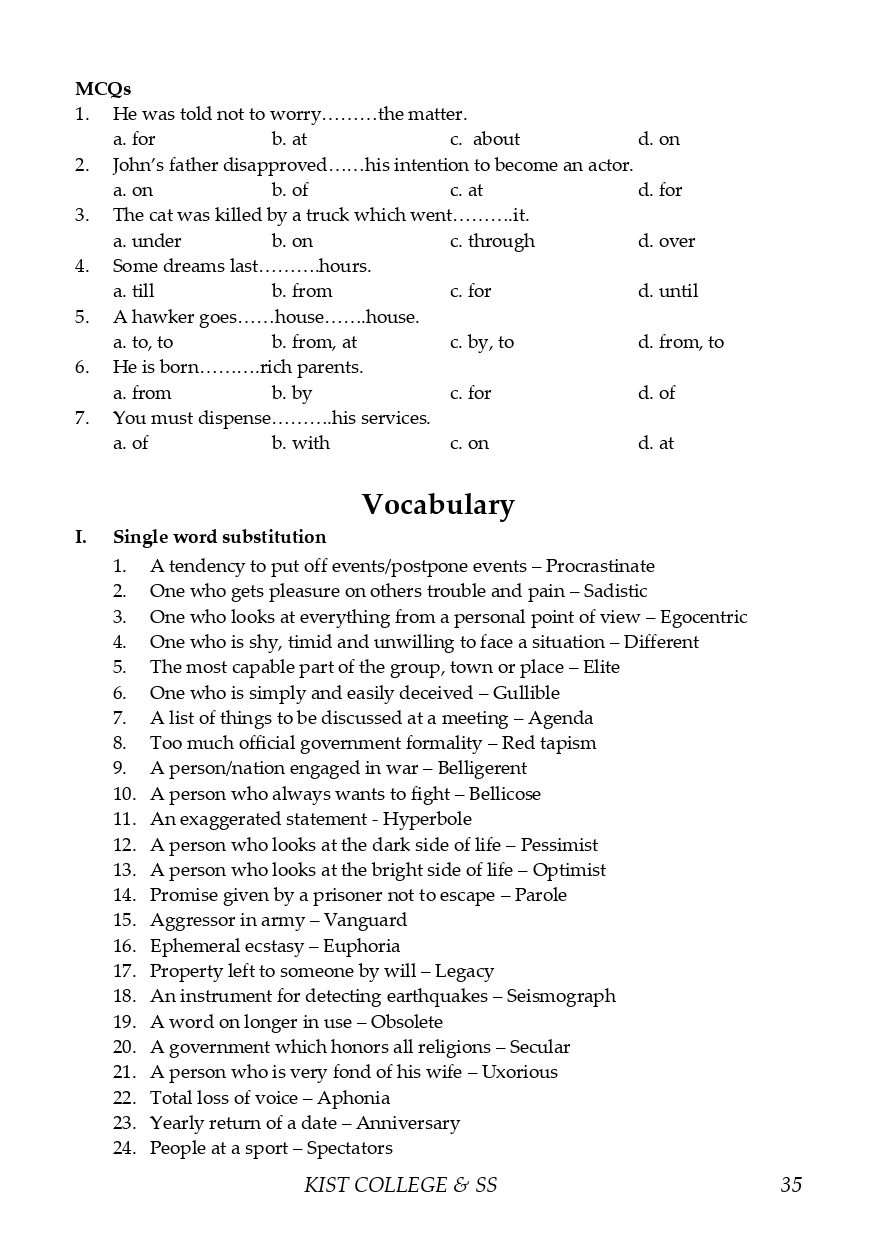 MCQs
1. He was told not to worry………the matter.
a. for b. at c. about d. on
2. John's father disapproved……his intention to become an actor.
a. on b. of c. at d. for
3. The cat was killed by a truck which went……….it.
a. under b. on c. through d. over
4. Some dreams last……….hours.
a. till b. from c. for d. until
5. A hawker goes……house…….house.
a. to, to b. from, at c. by, to d. from, to
6. He is born……….rich parents.
a. from b. by c. for d. of
7. You must dispense……….his services.
a. of b. with c. on d. at
Vocabulary
I. Single word substitution
1. A tendency to put off events/postpone events – Procrastinate
2. One who gets pleasure on others trouble and pain – Sadistic
3. One who looks at everything from a personal point of view – Egocentric
4. One who is shy, timid and unwilling to face a situation – Different
5. The most capable part of the group, town or place – Elite
6. One who is simply and easily deceived – Gullible
7. A list of things to be discussed at a meeting – Agenda
8. Too much official government formality – Red tapism
9. A person/nation engaged in war – Belligerent
10. A person who always wants to fight – Bellicose
11. An exaggerated statement - Hyperbole
12. A person who looks at the dark side of life – Pessimist
13. A person who looks at the bright side of life – Optimist
14. Promise given by a prisoner not to escape – Parole
15. Aggressor in army – Vanguard
16. Ephemeral ecstasy – Euphoria
17. Property left to someone by will – Legacy
18. An instrument for detecting earthquakes – Seismograph
19. A word on longer in use – Obsolete
20. A government which honors all religions – Secular
21. A person who is very fond of his wife – Uxorious
22. Total loss of voice – Aphonia
23. Yearly return of a date – Anniversary
24. People at a sport – Spectators
KIST COLLEGE & SS 35